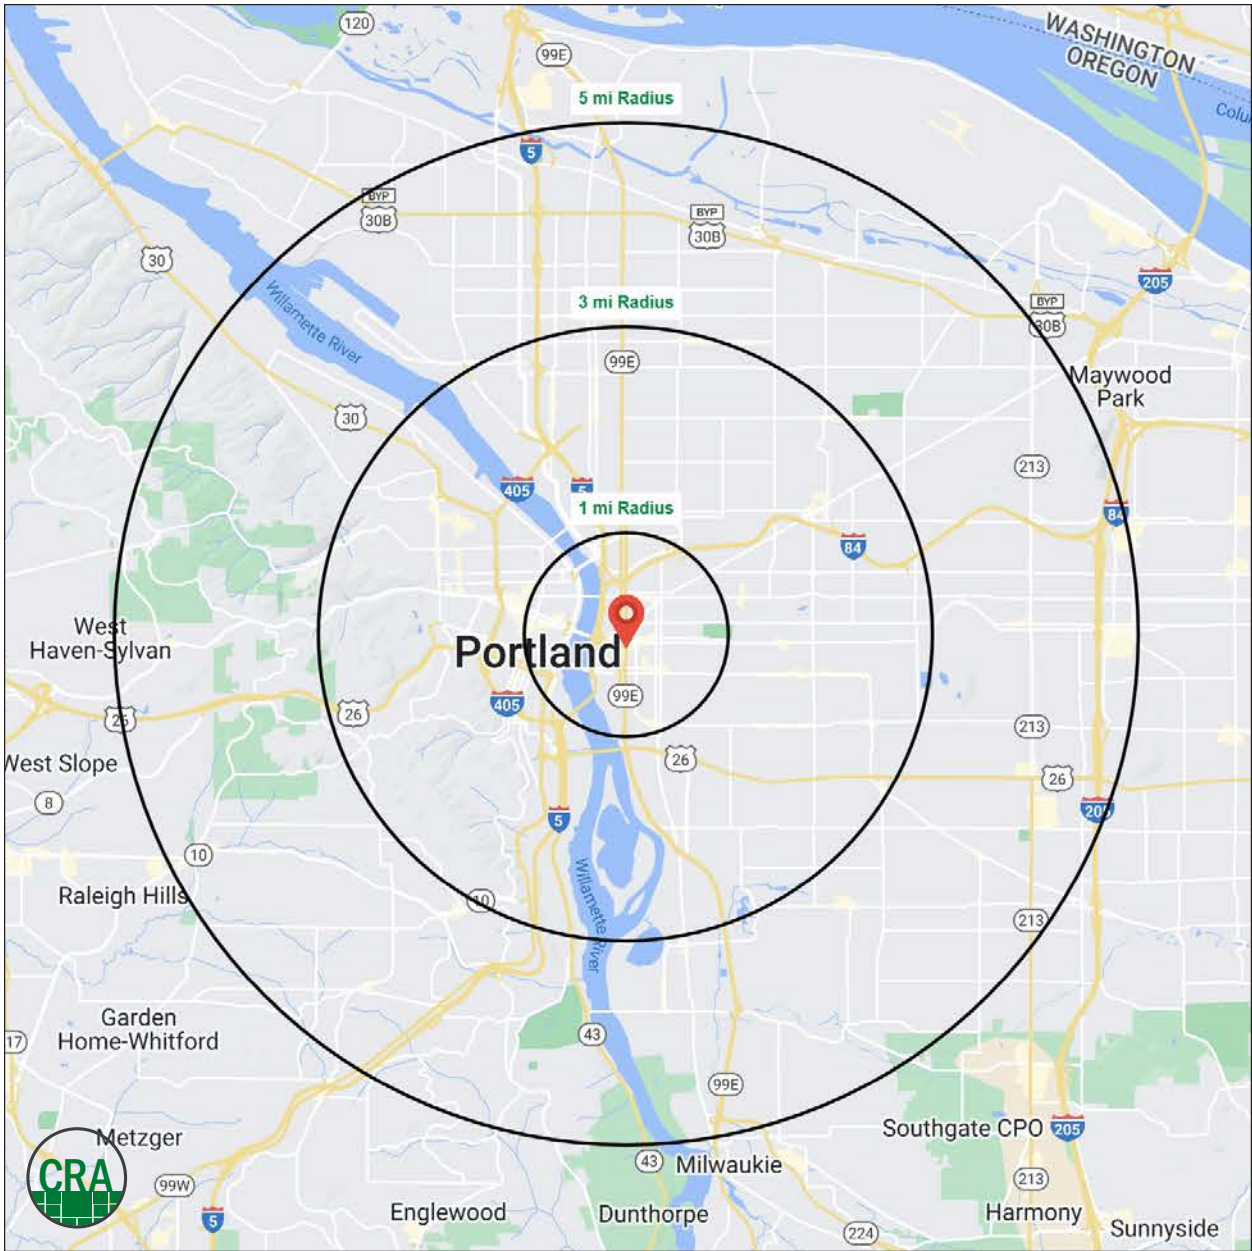 120
99E
WASHINGTON
OREGON
5 mi Radius
Colu
5
BYP
30B
BYP
30B
30
205
Willamette River
3 mi Radius
BYP
30B
99E
Maywood
Park
30
213
405
5
1 mi Radius
84
84
West
Haven-Sylvan
Portland
99E
405
26
26
213
26
West Slope
26
8
5
205
10
Raleigh Hills
10
Willamette River
213
Garden
Home-Whitford
17
43
99E
Southgate CPO
205
Metzger
CRA
43
Milwaukie
99W
213
5
Englewood
Dunthorpe
Harmony
Sunnyside
224